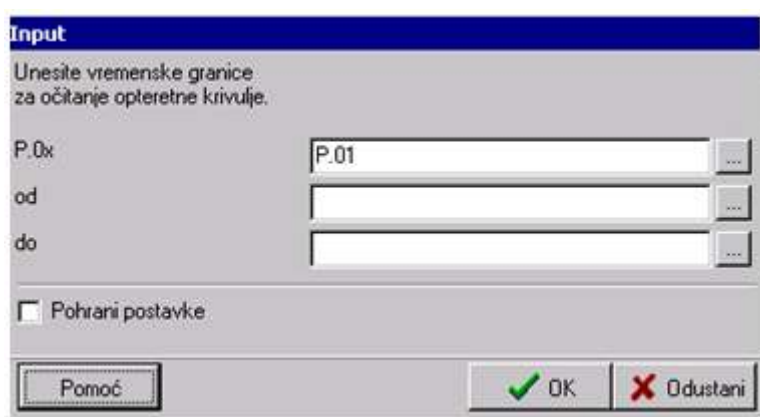 Input
Unesite vremenske granice
za očitanje opteretne krivulje.
P.0x
P.01
...
od
...
do
...
Pohrani postavke
Pomoć
OK
Odustani